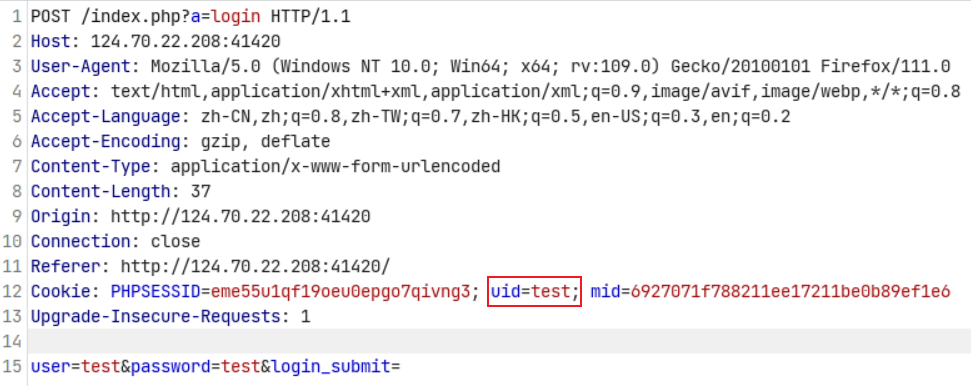 1 POST /index.php?a=login HTTP/1.1
2 Host: 124.70.22.208:41420
3 User-Agent: Mozilla/5.0 (Windows NT 10.0; Win64; x64; rv:109.0) Gecko/20100101 Firefox/111.0
4 Accept: text/html,application/xhtml+xml,application/xml;q=0.9,image/avif,image/webp,*/*;q=0.8
5 Accept-Language: zh-CN,zh;q=0.8,zh-TW;q=0.7,zh-HK;q=0.5,en-US;q=0.3,en;q=0.2
6 Accept-Encoding: gzip, deflate
7 Content-Type: application/x-www-form-urlencoded
8 Content-Length: 37
9 Origin: http://124.70.22.208:41420
10 Connection: close
11 Referer: http://124.70.22.208:41420/
12 Cookie: PHPSESSID=eme55u1qf19oeu0epgo7qivng3; uid=test; mid=6927071f788211ee17211be0b89ef1e6
13 Upgrade-Insecure-Requests: 1
14
15 user=test&password=test&login_submit=